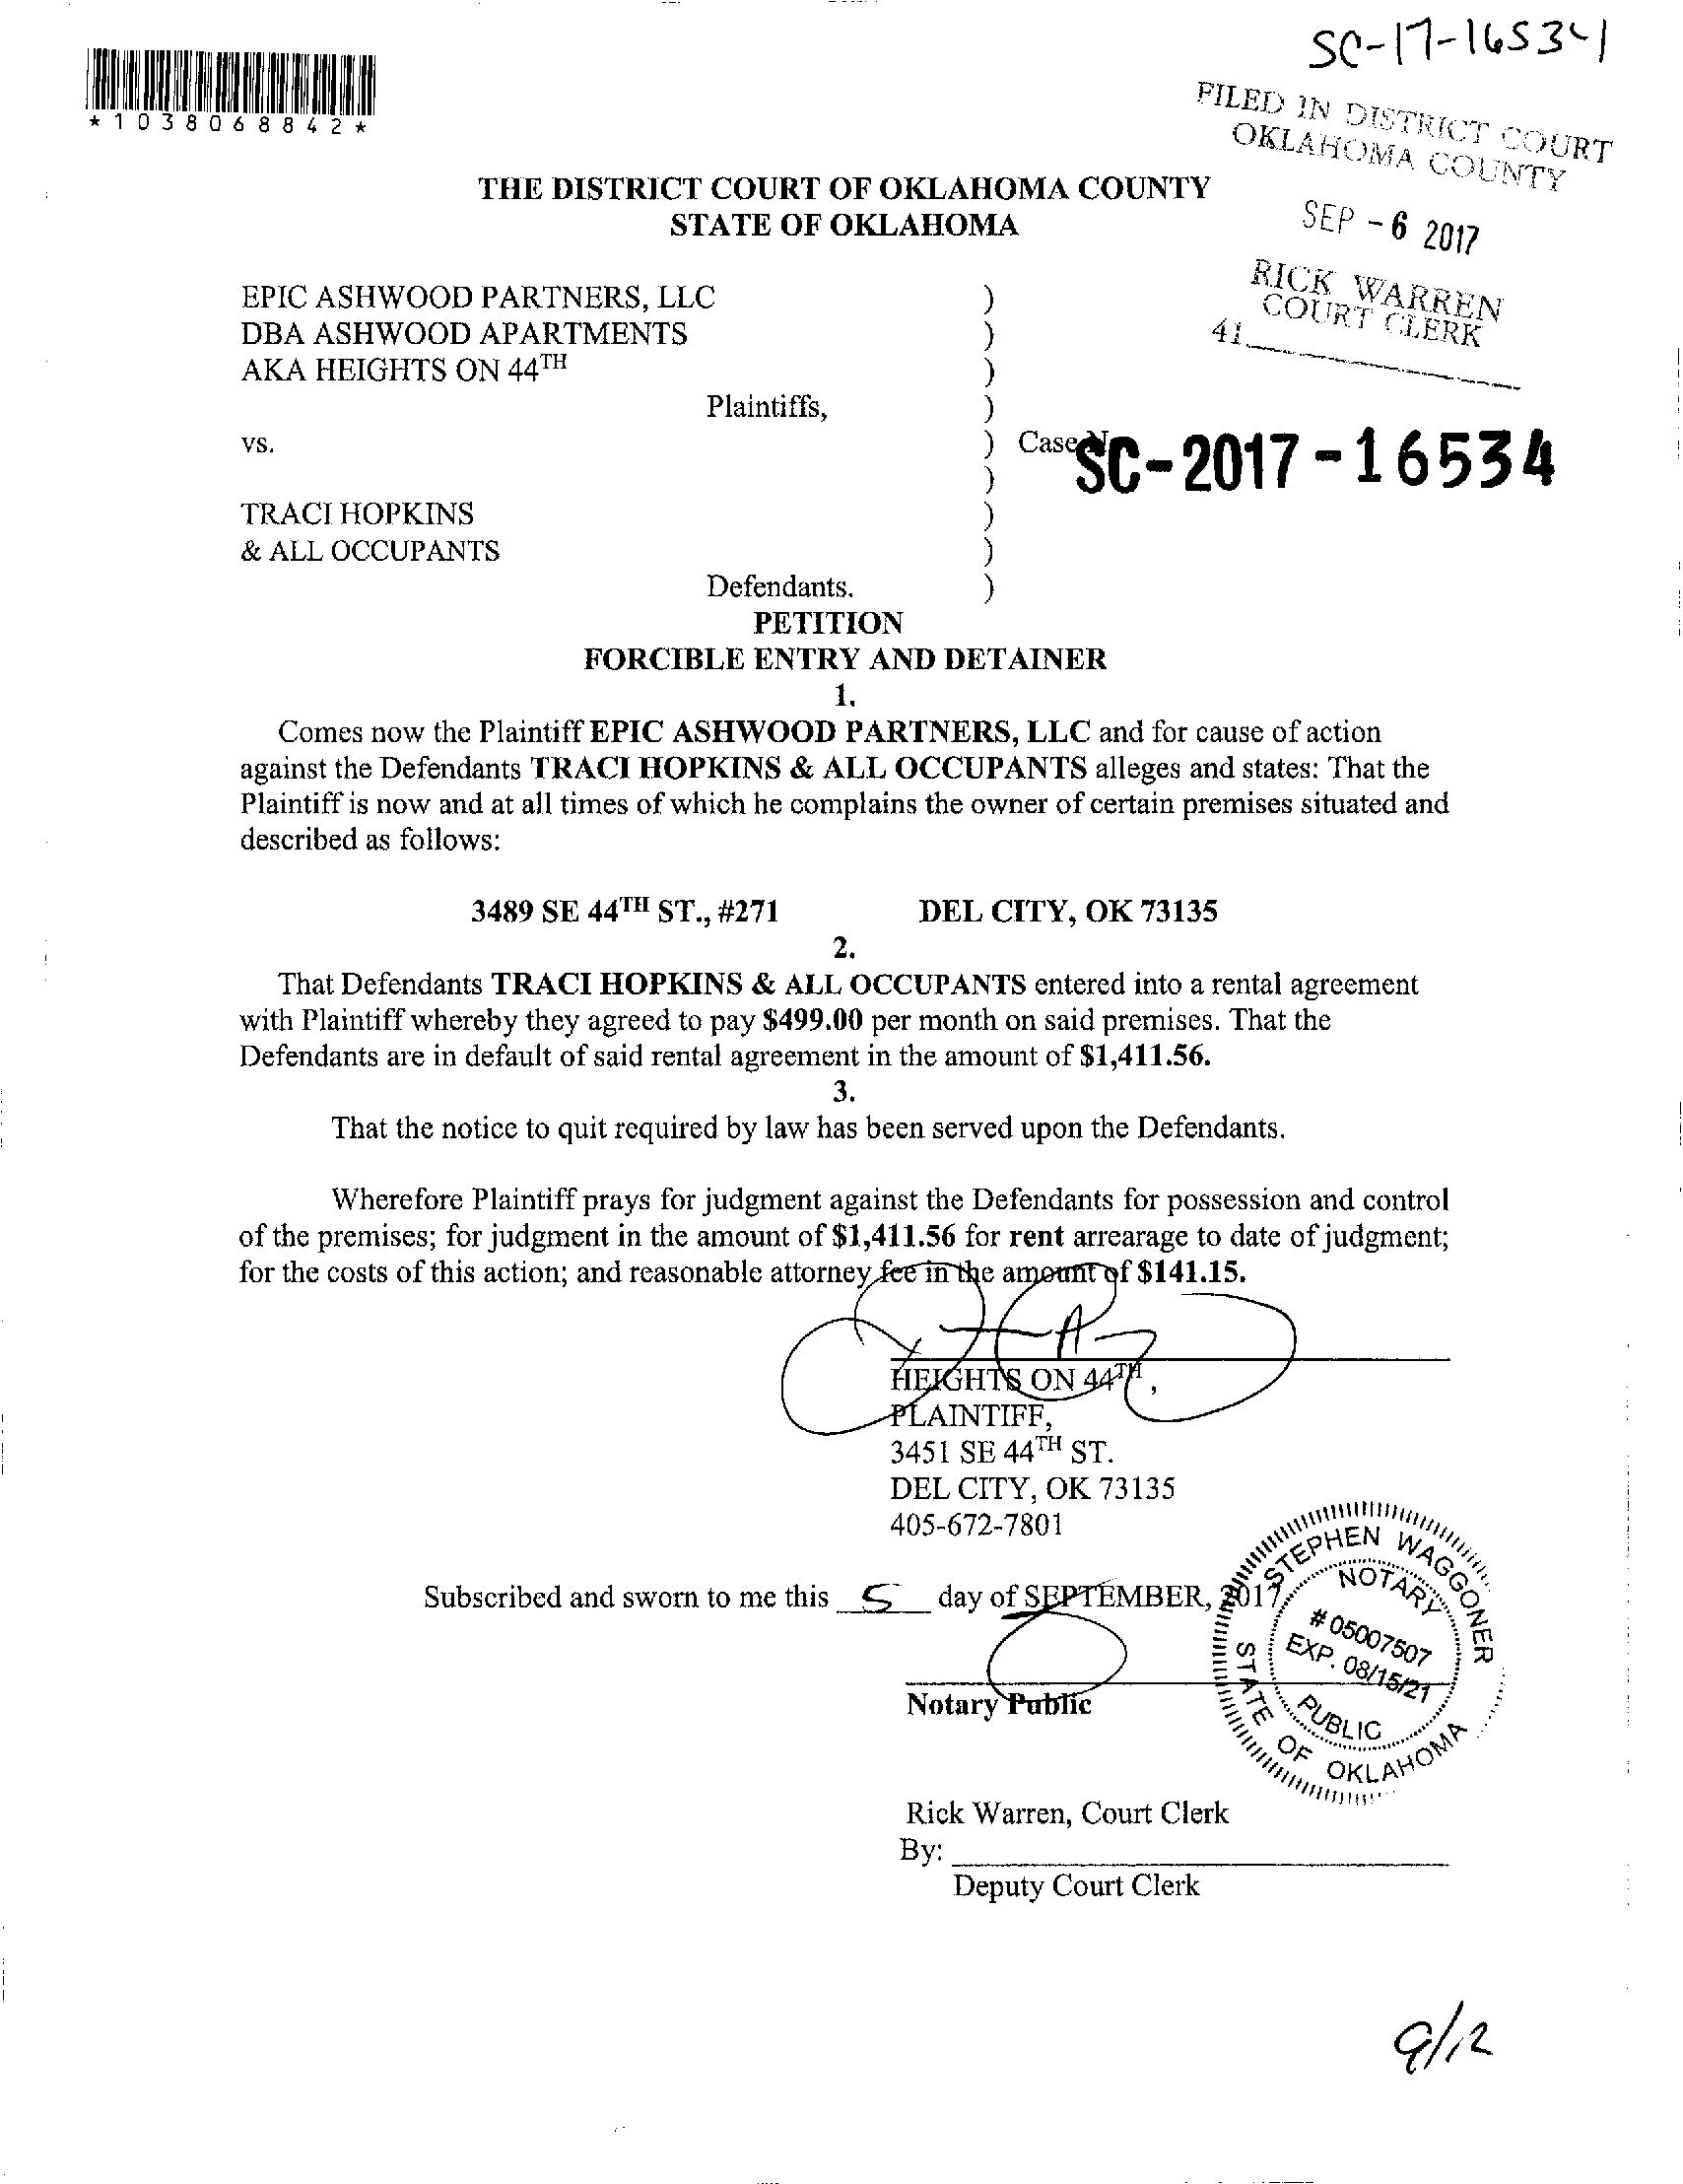 SC-17-16534
*1038068842*
FILED IN DISTRICT COURT
OKLAHOMA COUNTY
SEP -6 2017
RICK WARREN
COURT CLERK
41
THE DISTRICT COURT OF OKLAHOMA COUNTY
STATE OF OKLAHOMA
EPIC ASHWOOD PARTNERS, LLC )
DBA ASHWOOD APARTMENTS )
AKA HEIGHTS ON 44TH )
Plaintiffs, )
vs. ) Case SC-2017-16534
)
TRACI HOPKINS )
& ALL OCCUPANTS )
Defendants. )
PETITION
FORCIBLE ENTRY AND DETAINER
1.
Comes now the Plaintiff EPIC ASHWOOD PARTNERS, LLC and for cause of action
against the Defendants TRACI HOPKINS & ALL OCCUPANTS alleges and states: That the
Plaintiff is now and at all times of which he complains the owner of certain premises situated and
described as follows:
3489 SE 44TH ST., #271 DEL CITY, OK 73135
2.
That Defendants TRACI HOPKINS & ALL OCCUPANTS entered into a rental agreement
with Plaintiff whereby they agreed to pay $499.00 per month on said premises. That the
Defendants are in default of said rental agreement in the amount of $1,411.56.
3.
That the notice to quit required by law has been served upon the Defendants.
Wherefore Plaintiff prays for judgment against the Defendants for possession and control
of the premises; for judgment in the amount of $1,411.56 for rent arrearage to date of judgment;
for the costs of this action; and reasonable attorney fee in the amount of $141.15.
HEIGHTS ON 44TH,
PLAINTIFF,
3451 SE 44TH ST.
DEL CITY, OK 73135
405-672-7801
Subscribed and sworn to me this 5 day of SEPTEMBER, 2017
Notary Public
STEPHEN WAGGONER
NOTARY
# 05007507
EXP. 08/15/21
PUBLIC
STATE OF OKLAHOMA
Rick Warren, Court Clerk
By:
Deputy Court Clerk
9/12